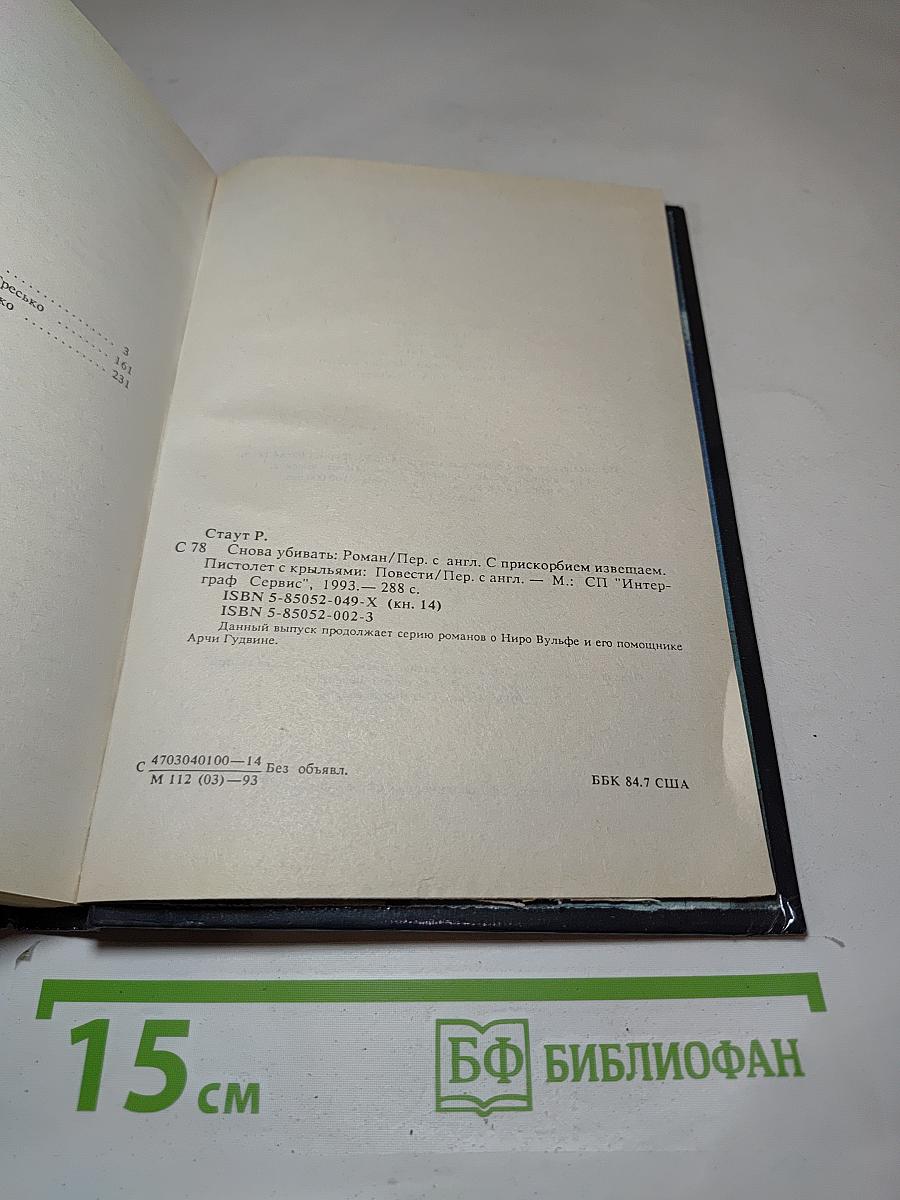 ресько
ко
3
161
231
Стаут Р.
С 78 Снова убивать: Роман/Пер. с англ. С прискорбием извещаем.
Пистолет с крыльями: Повести/Пер. с англ. — М.: СП "Интер-
граф Сервис", 1993.— 288 с.
ISBN 5-85052-049-X (кн. 14)
ISBN 5-85052-002-3
Данный выпуск продолжает серию романов о Ниро Вульфе и его помощнике
Арчи Гудвине.
С 4703040100—14 Без объявл.
М 112 (03)—93
ББК 84.7 США
15 см
БФ БИБЛИОФАН